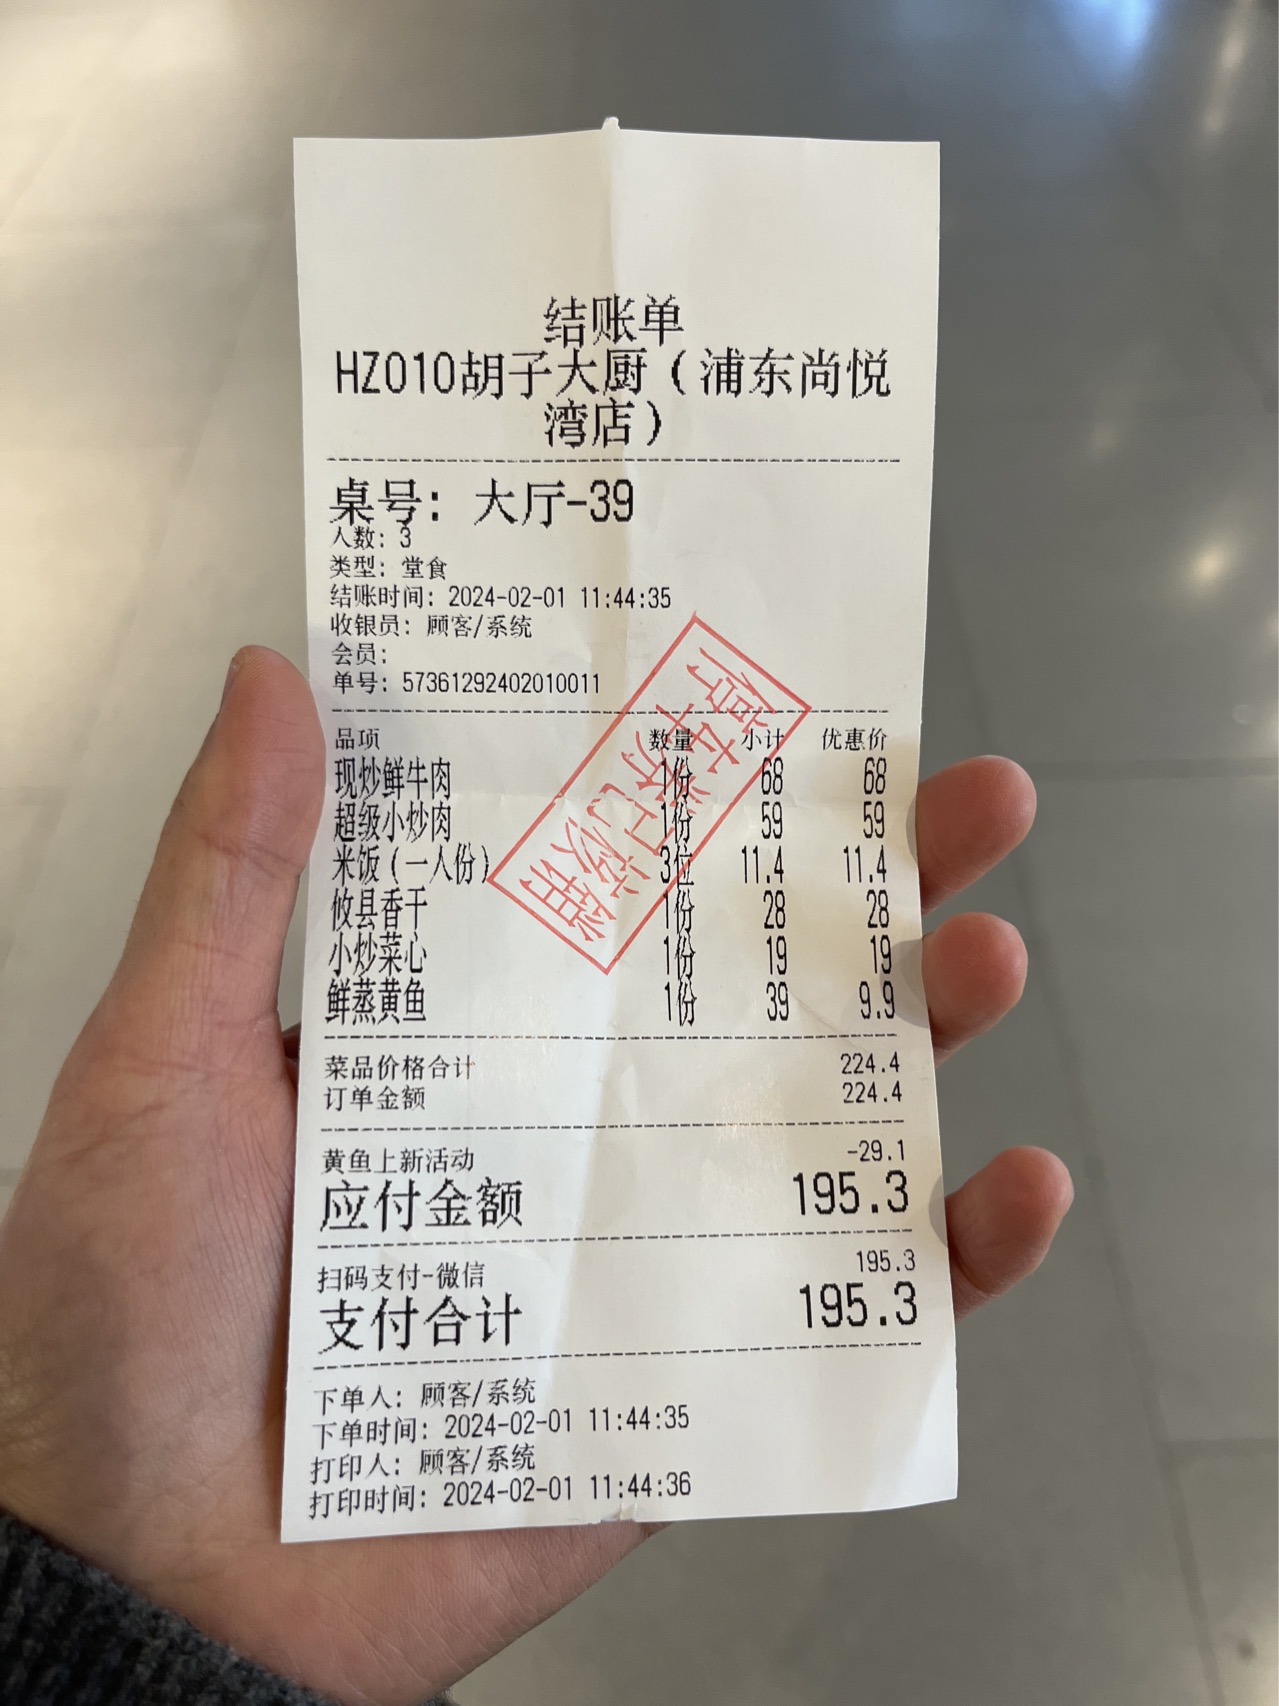 结账单
HZ010胡子大厨（浦东尚悦
湾店）
桌号：大厅-39
人数：3
类型：堂食
结账时间：2024-02-01 11:44:35
收银员：顾客/系统
会员：
单号：57361292402010011
品项 数量 小计 优惠价
现炒鲜牛肉 1份 68 68
超级小炒肉 1份 59 59
米饭（一人份） 3位 11.4 11.4
攸县香干 1份 28 28
小炒菜心 1份 19 19
鲜蒸黄鱼 1份 39 9.9
菜品价格合计 224.4
订单金额 224.4
黄鱼上新活动 -29.1
应付金额 195.3
扫码支付-微信 195.3
支付合计 195.3
下单人：顾客/系统
下单时间：2024-02-01 11:44:35
打印人：顾客/系统
打印时间：2024-02-01 11:44:36